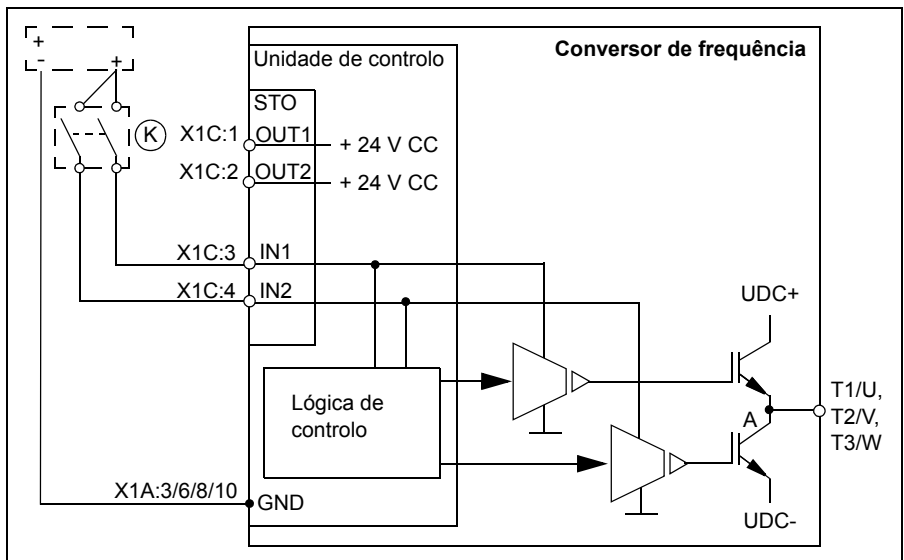 Conversor de frequência
Unidade de controlo
+
-
+
STO
K
X1C:1
OUT1
+ 24 V CC
X1C:2
OUT2
+ 24 V CC
X1C:3
IN1
X1C:4
IN2
UDC+
Lógica de
controlo
A
T1/U,
T2/V,
T3/W
X1A:3/6/8/10
GND
UDC-